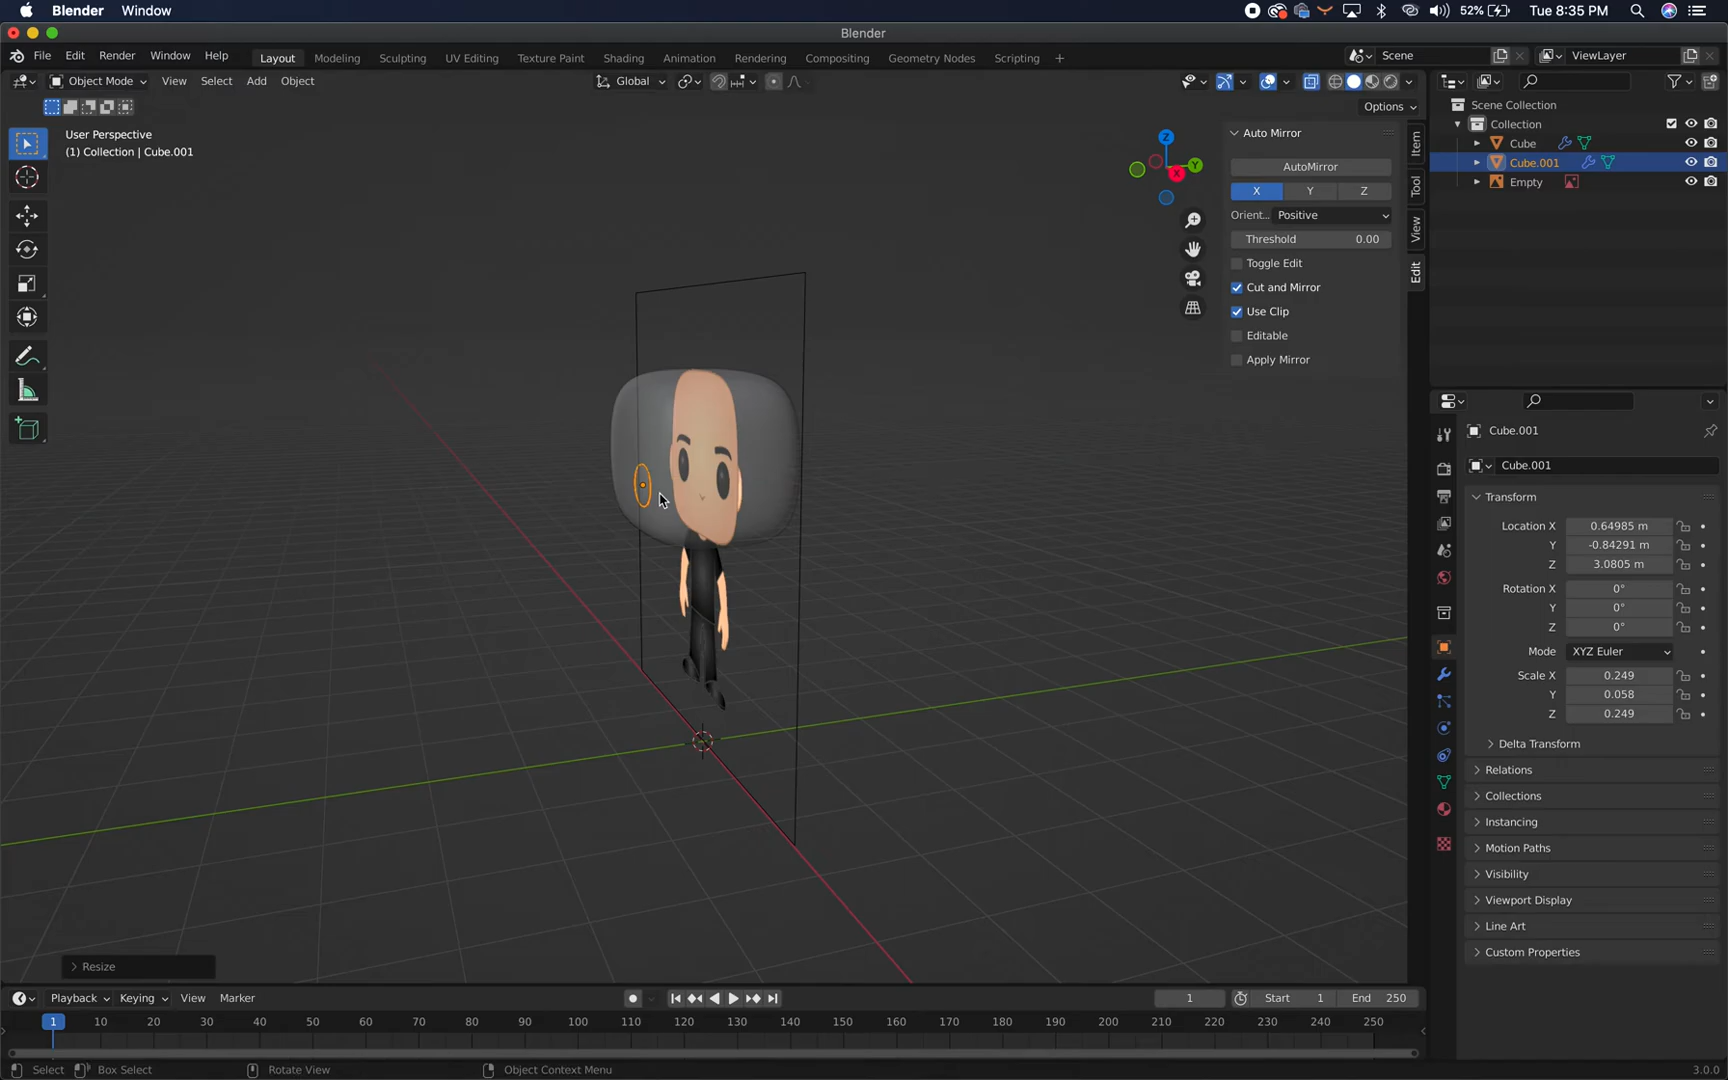 Blender Window 52% Tue 8:35 PM
Blender
File Edit Render Window Help Layout Modeling Sculpting UV Editing Texture Paint Shading Animation Rendering Compositing Geometry Nodes Scripting + Scene ViewLayer
Object Mode View Select Add Object Global
Options
User Perspective
(1) Collection | Cube.001
Z
Y
X
Auto Mirror
AutoMirror
X Y Z
Orient... Positive
Threshold 0.00
Toggle Edit
Cut and Mirror
Use Clip
Editable
Apply Mirror
Item
Tool
View
Edit
Scene Collection
Collection
Cube
Cube.001
Empty
Cube.001
Cube.001
Transform
Location X 0.64985 m
Y -0.84291 m
Z 3.0805 m
Rotation X 0°
Y 0°
Z 0°
Mode XYZ Euler
Scale X 0.249
Y 0.058
Z 0.249
Delta Transform
Relations
Collections
Instancing
Motion Paths
Visibility
Viewport Display
Line Art
Custom Properties
Resize
Playback Keying View Marker 1 Start 1 End 250
1 10 20 30 40 50 60 70 80 90 100 110 120 130 140 150 160 170 180 190 200 210 220 230 240 250
Select Box Select Rotate View Object Context Menu 3.0.0